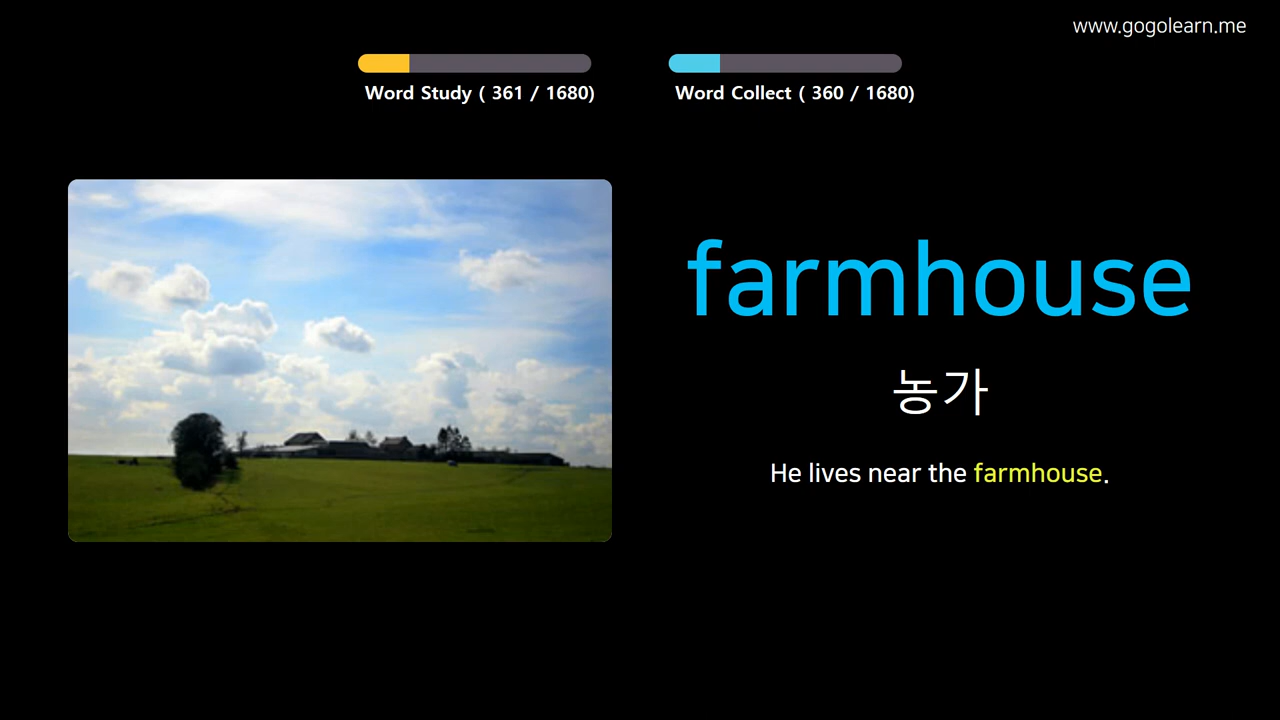 www.gogolearn.me
Word Study ( 361 / 1680)
Word Collect ( 360 / 1680)
farmhouse
농가
He lives near the farmhouse.